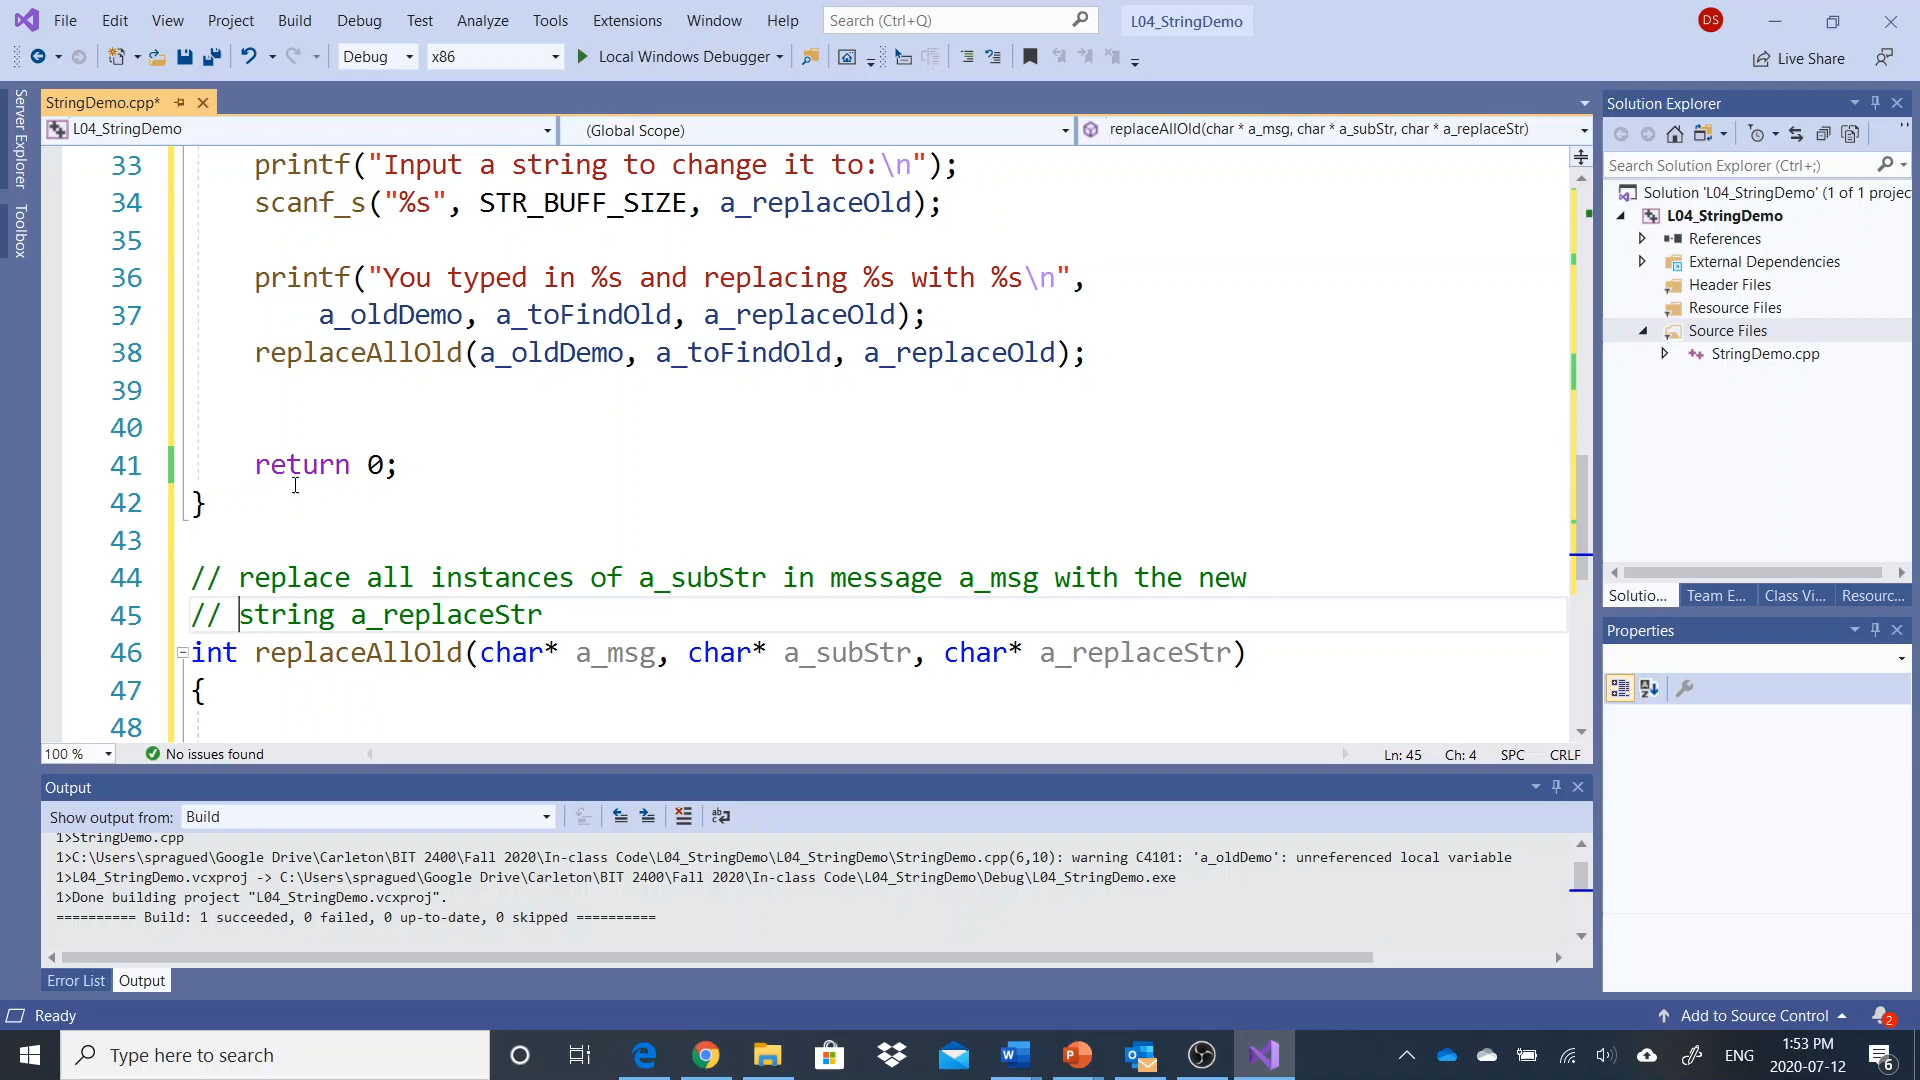 File Edit View Project Build Debug Test Analyze Tools Extensions Window Help Search (Ctrl+Q) L04_StringDemo DS
Debug x86 Local Windows Debugger Live Share
Server Explorer
Toolbox
StringDemo.cpp*
L04_StringDemo (Global Scope) replaceAllOld(char * a_msg, char * a_subStr, char * a_replaceStr)
33 printf("Input a string to change it to:\n");
34 scanf_s("%s", STR_BUFF_SIZE, a_replaceOld);
35
36 printf("You typed in %s and replacing %s with %s\n",
37 a_oldDemo, a_toFindOld, a_replaceOld);
38 replaceAllOld(a_oldDemo, a_toFindOld, a_replaceOld);
39
40
41 return 0;
42 }
43
44 // replace all instances of a_subStr in message a_msg with the new
45 // string a_replaceStr
46 int replaceAllOld(char* a_msg, char* a_subStr, char* a_replaceStr)
47 {
48
100 % No issues found Ln: 45 Ch: 4 SPC CRLF
Output
Show output from: Build
1>StringDemo.cpp
1>C:\Users\spragued\Google Drive\Carleton\BIT 2400\Fall 2020\In-class Code\L04_StringDemo\L04_StringDemo\StringDemo.cpp(6,10): warning C4101: 'a_oldDemo': unreferenced local variable
1>L04_StringDemo.vcxproj -> C:\Users\spragued\Google Drive\Carleton\BIT 2400\Fall 2020\In-class Code\L04_StringDemo\Debug\L04_StringDemo.exe
1>Done building project "L04_StringDemo.vcxproj".
========== Build: 1 succeeded, 0 failed, 0 up-to-date, 0 skipped ==========
Error List Output
Solution Explorer
Search Solution Explorer (Ctrl+;)
Solution 'L04_StringDemo' (1 of 1 projec
L04_StringDemo
References
External Dependencies
Header Files
Resource Files
Source Files
StringDemo.cpp
Solutio... Team E... Class Vi... Resourc...
Properties
Ready Add to Source Control 2
Type here to search
ENG
1:53 PM
2020-07-12
6